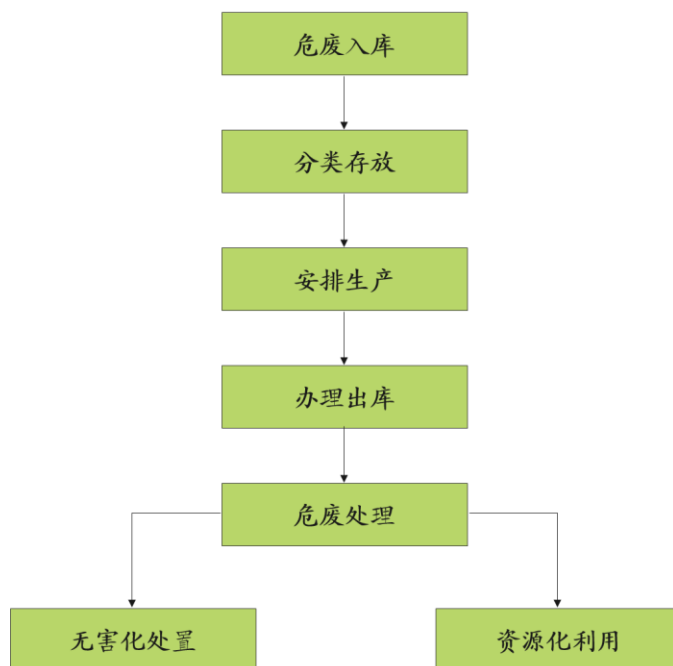 危废入库
分类存放
安排生产
办理出库
危废处理
无害化处置
资源化利用